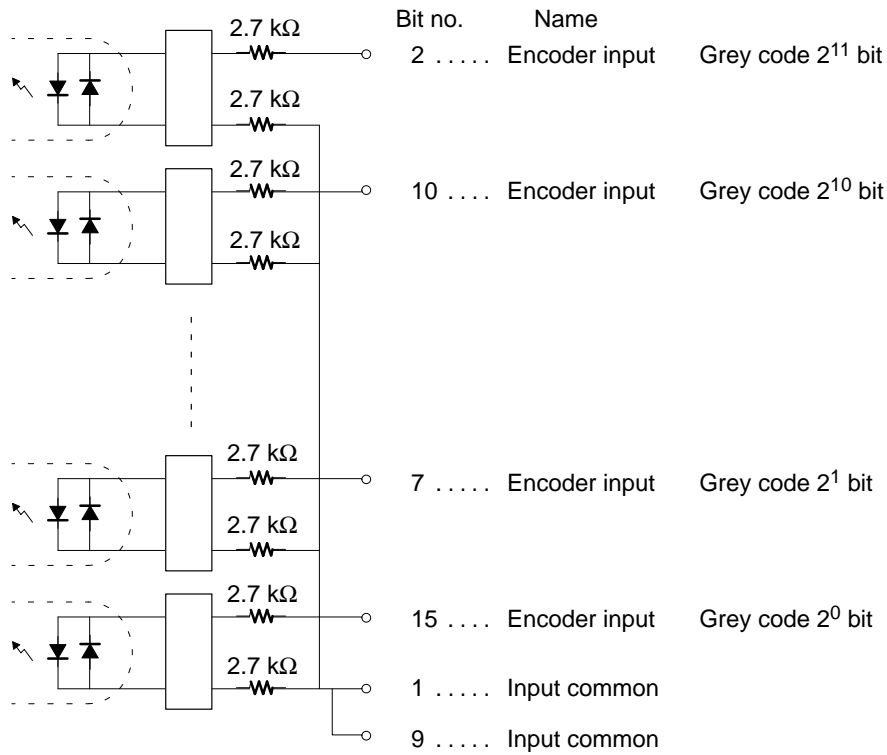 Bit no. Name
2.7 kΩ
2 ..... Encoder input Grey code 2¹¹ bit
2.7 kΩ
2.7 kΩ
10 .... Encoder input Grey code 2¹⁰ bit
2.7 kΩ
2.7 kΩ
7 ..... Encoder input Grey code 2¹ bit
2.7 kΩ
2.7 kΩ
15 .... Encoder input Grey code 2⁰ bit
2.7 kΩ
1 ..... Input common
9 ..... Input common